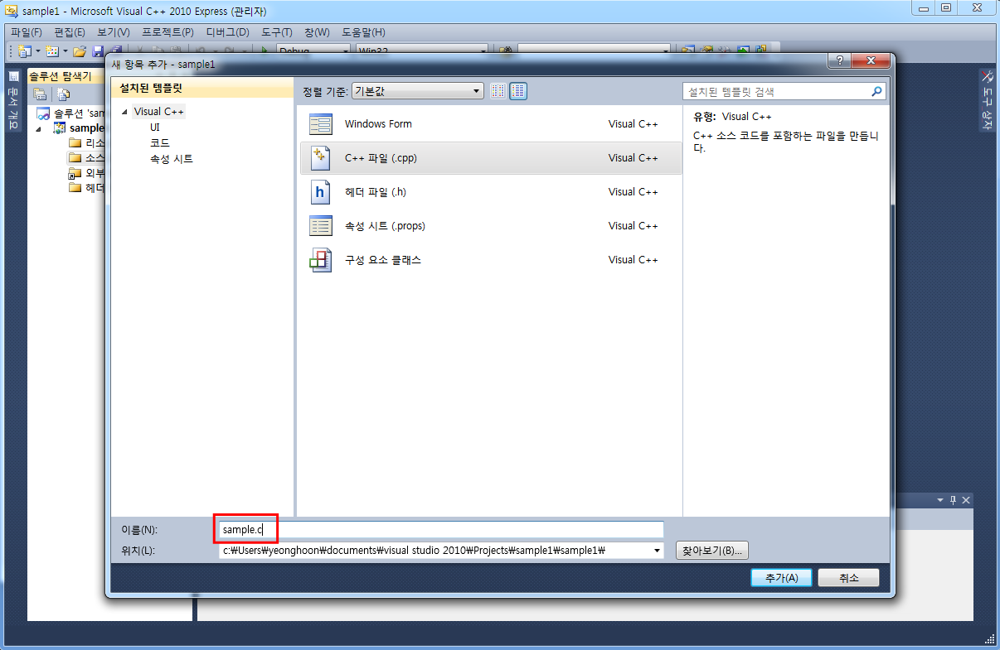 sample1 - Microsoft Visual C++ 2010 Express (관리자)
파일(F) 편집(E) 보기(V) 프로젝트(P) 디버그(D) 도구(T) 창(W) 도움말(H)
Debug Win32
문서 개요
솔루션 탐색기
솔루션 'sam
sample
리소
소스
외부
헤더
도구 상자
새 항목 추가 - sample1
설치된 템플릿
Visual C++
UI
코드
속성 시트
정렬 기준: 기본값
Windows Form Visual C++
C++ 파일 (.cpp) Visual C++
헤더 파일 (.h) Visual C++
속성 시트 (.props) Visual C++
구성 요소 클래스 Visual C++
설치된 템플릿 검색
유형: Visual C++
C++ 소스 코드를 포함하는 파일을 만듭니
다.
이름(N): sample.c
위치(L): c:₩Users₩yeonghoon₩documents₩visual studio 2010₩Projects₩sample1₩sample1₩
찾아보기(B)...
추가(A) 취소